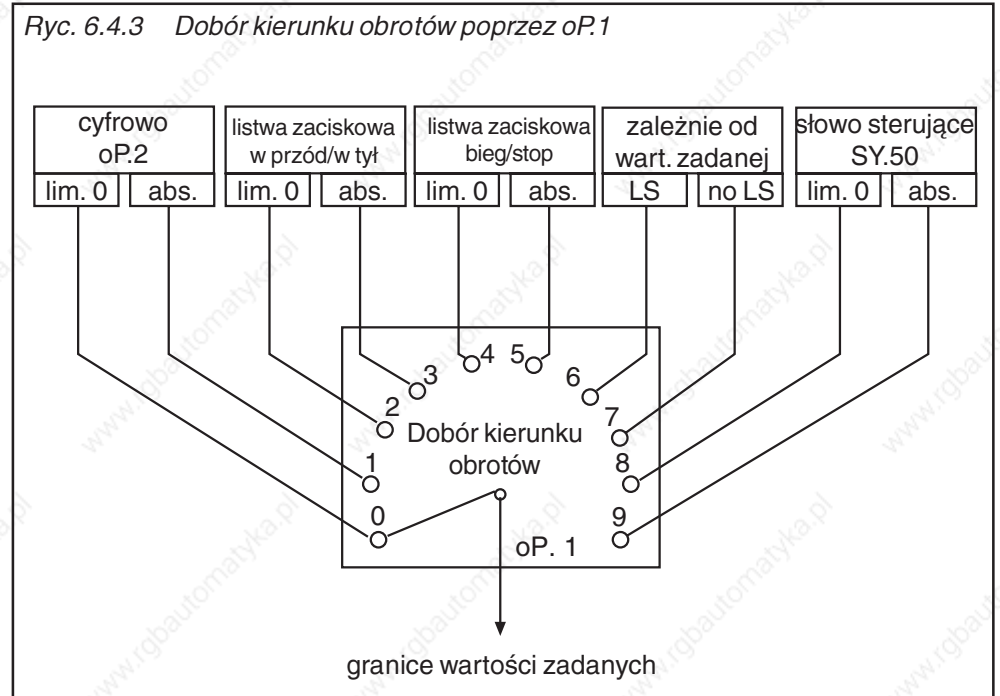 Ryc. 6.4.3 Dobór kierunku obrotów poprzez oP.1
cyfrowo
oP.2
lim. 0 abs.
listwa zaciskowa
w przód/w tył
lim. 0 abs.
listwa zaciskowa
bieg/stop
lim. 0 abs.
zależnie od
wart. zadanej
LS no LS
słowo sterujące
SY.50
lim. 0 abs.
4 5
3 6
2 7
Dobór kierunku
obrotów
1 8
0 9
oP. 1
granice wartości zadanych
www.rgbautomatyka.pl